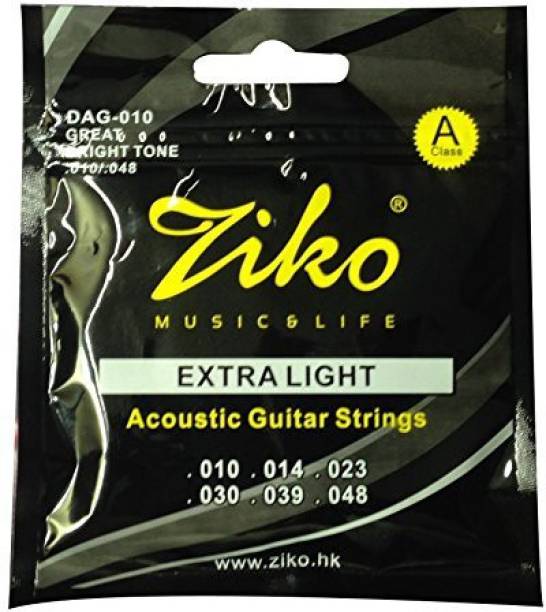 DAG-010
GREAT
BRIGHT TONE
.010/.048
A
Class
Ziko®
MUSIC & LIFE
EXTRA LIGHT
Acoustic Guitar Strings
.010 .014 .023
.030 .039 .048
www.ziko.hk